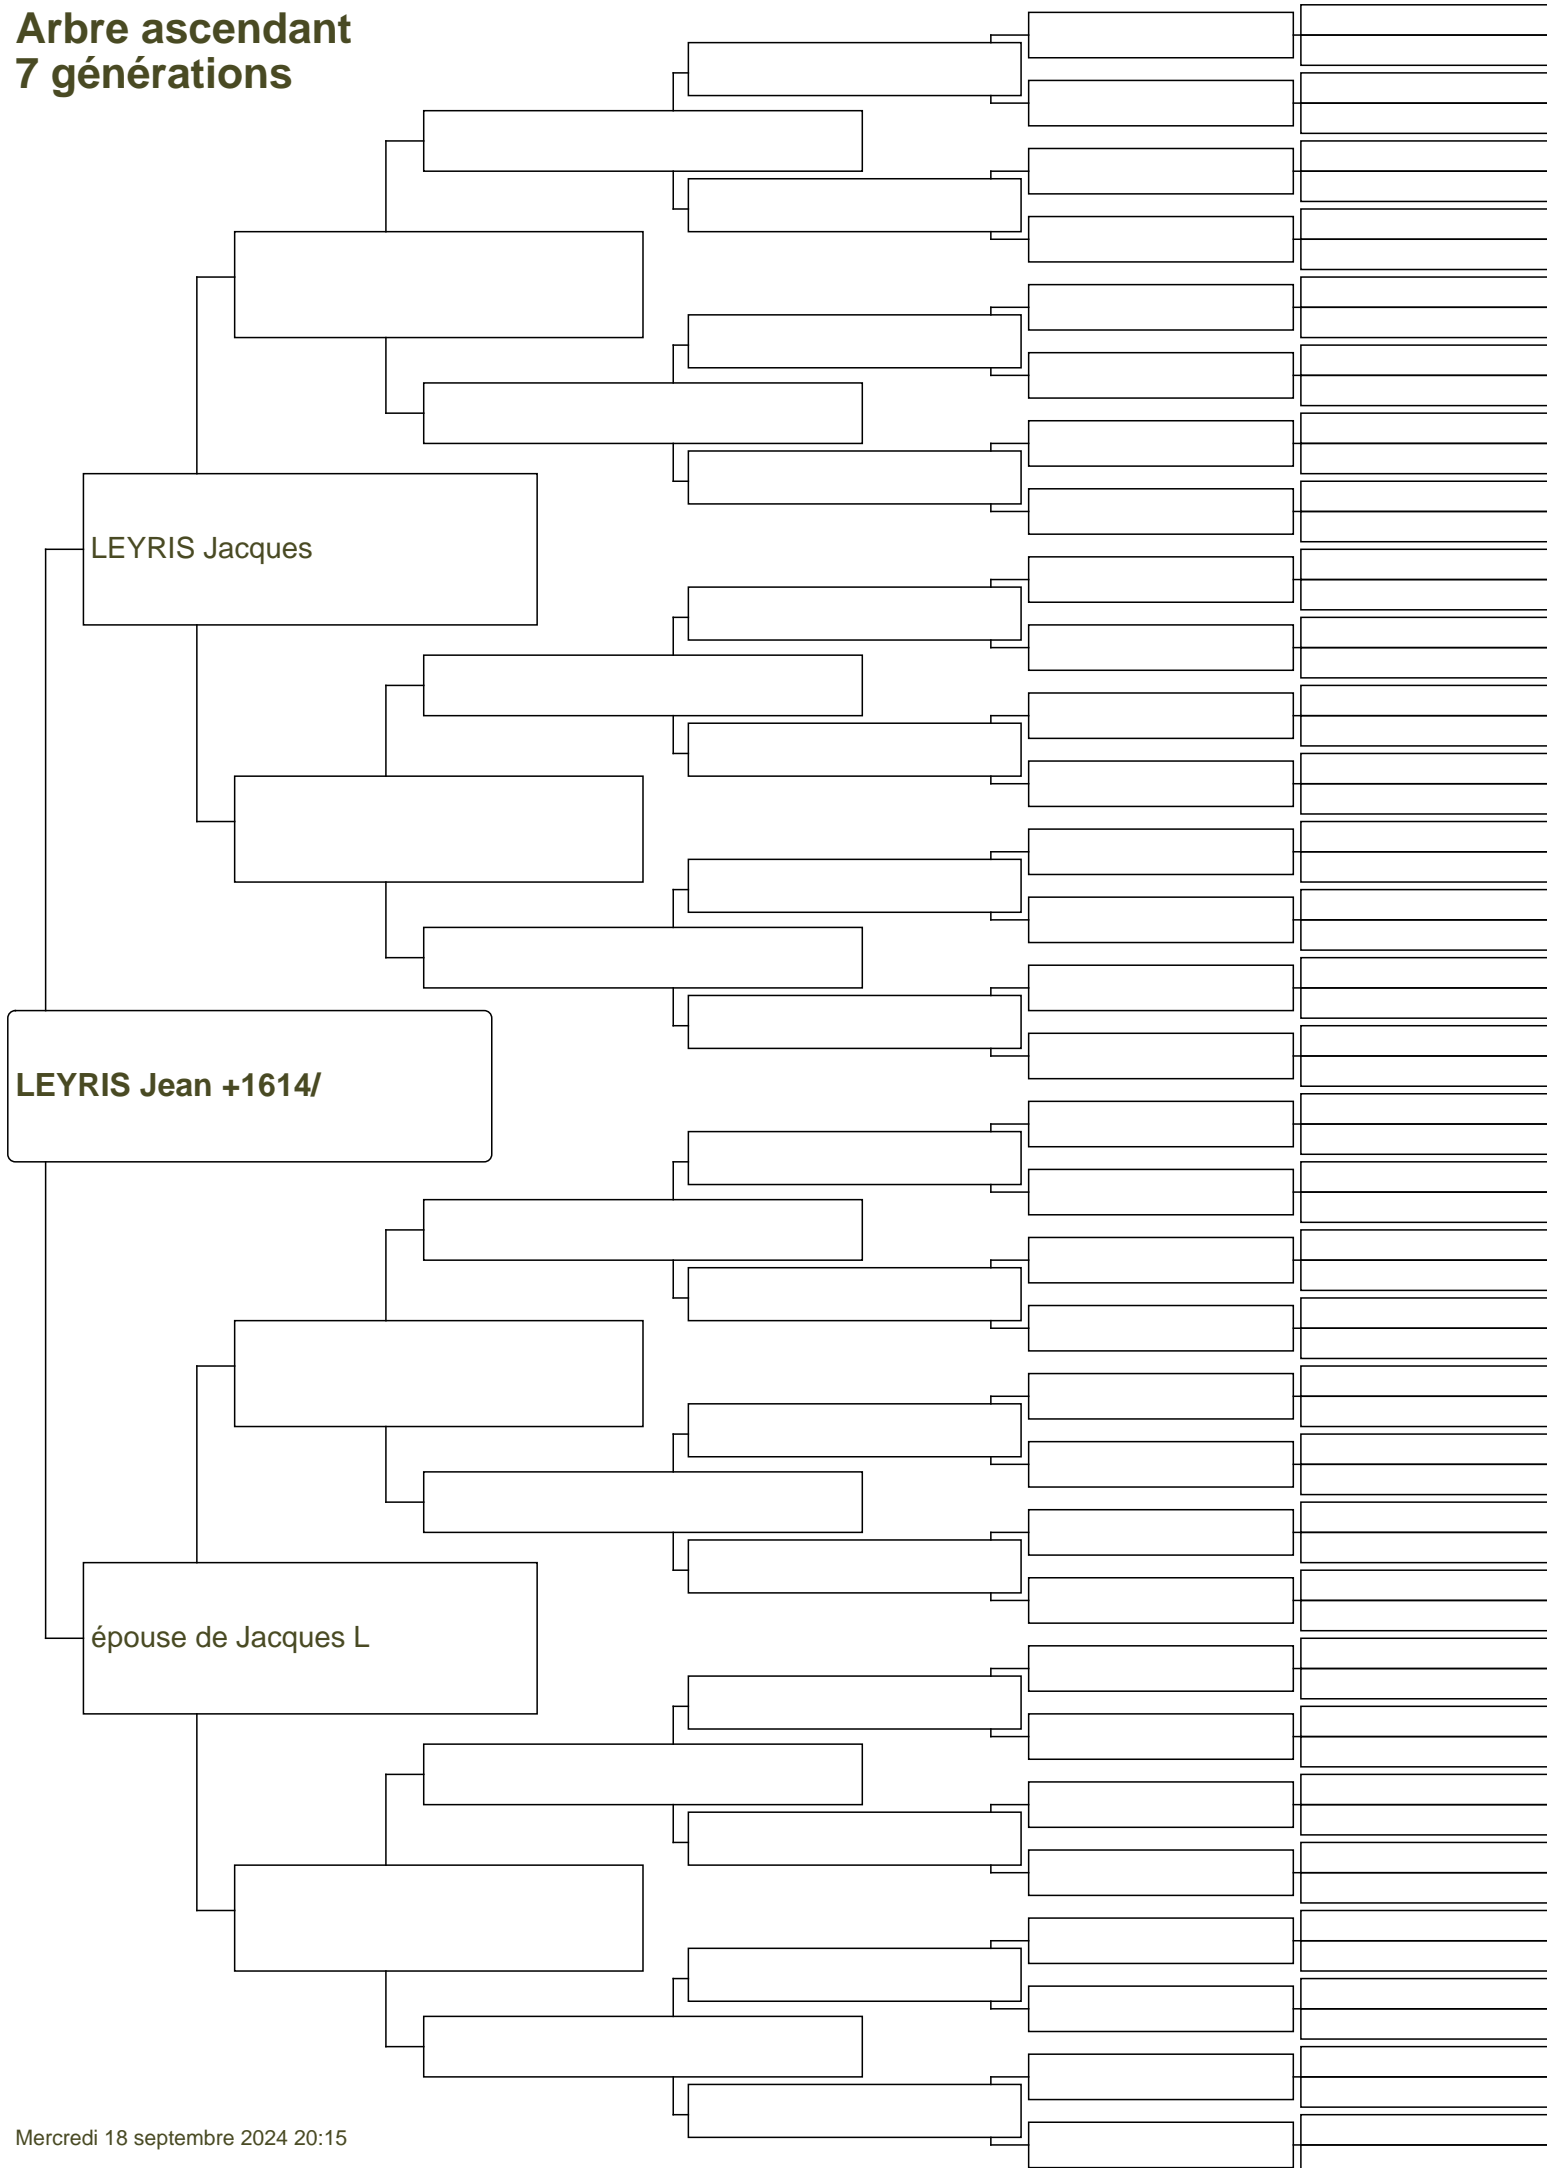 Arbre ascendant
7 générations
LEYRIS Jacques
LEYRIS Jean +1614/
épouse de Jacques L
Mercredi 18 septembre 2024 20:15